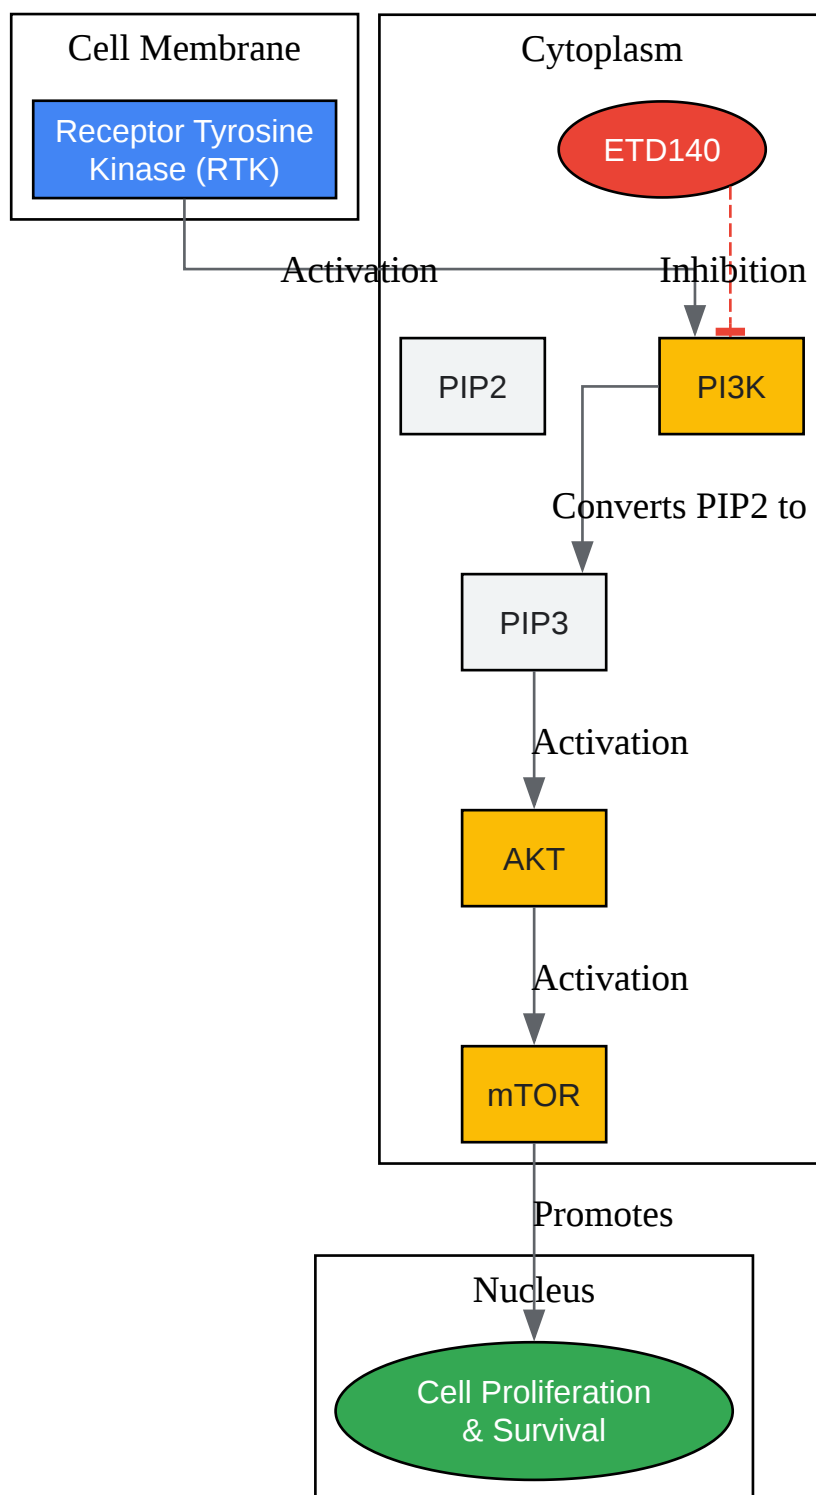 Cell Membrane
Cytoplasm
Receptor Tyrosine
Kinase (RTK)
ETD140
Activation
Inhibition
PIP2
PI3K
Converts PIP2 to
PIP3
Activation
AKT
Activation
mTOR
Promotes
Nucleus
Cell Proliferation
& Survival